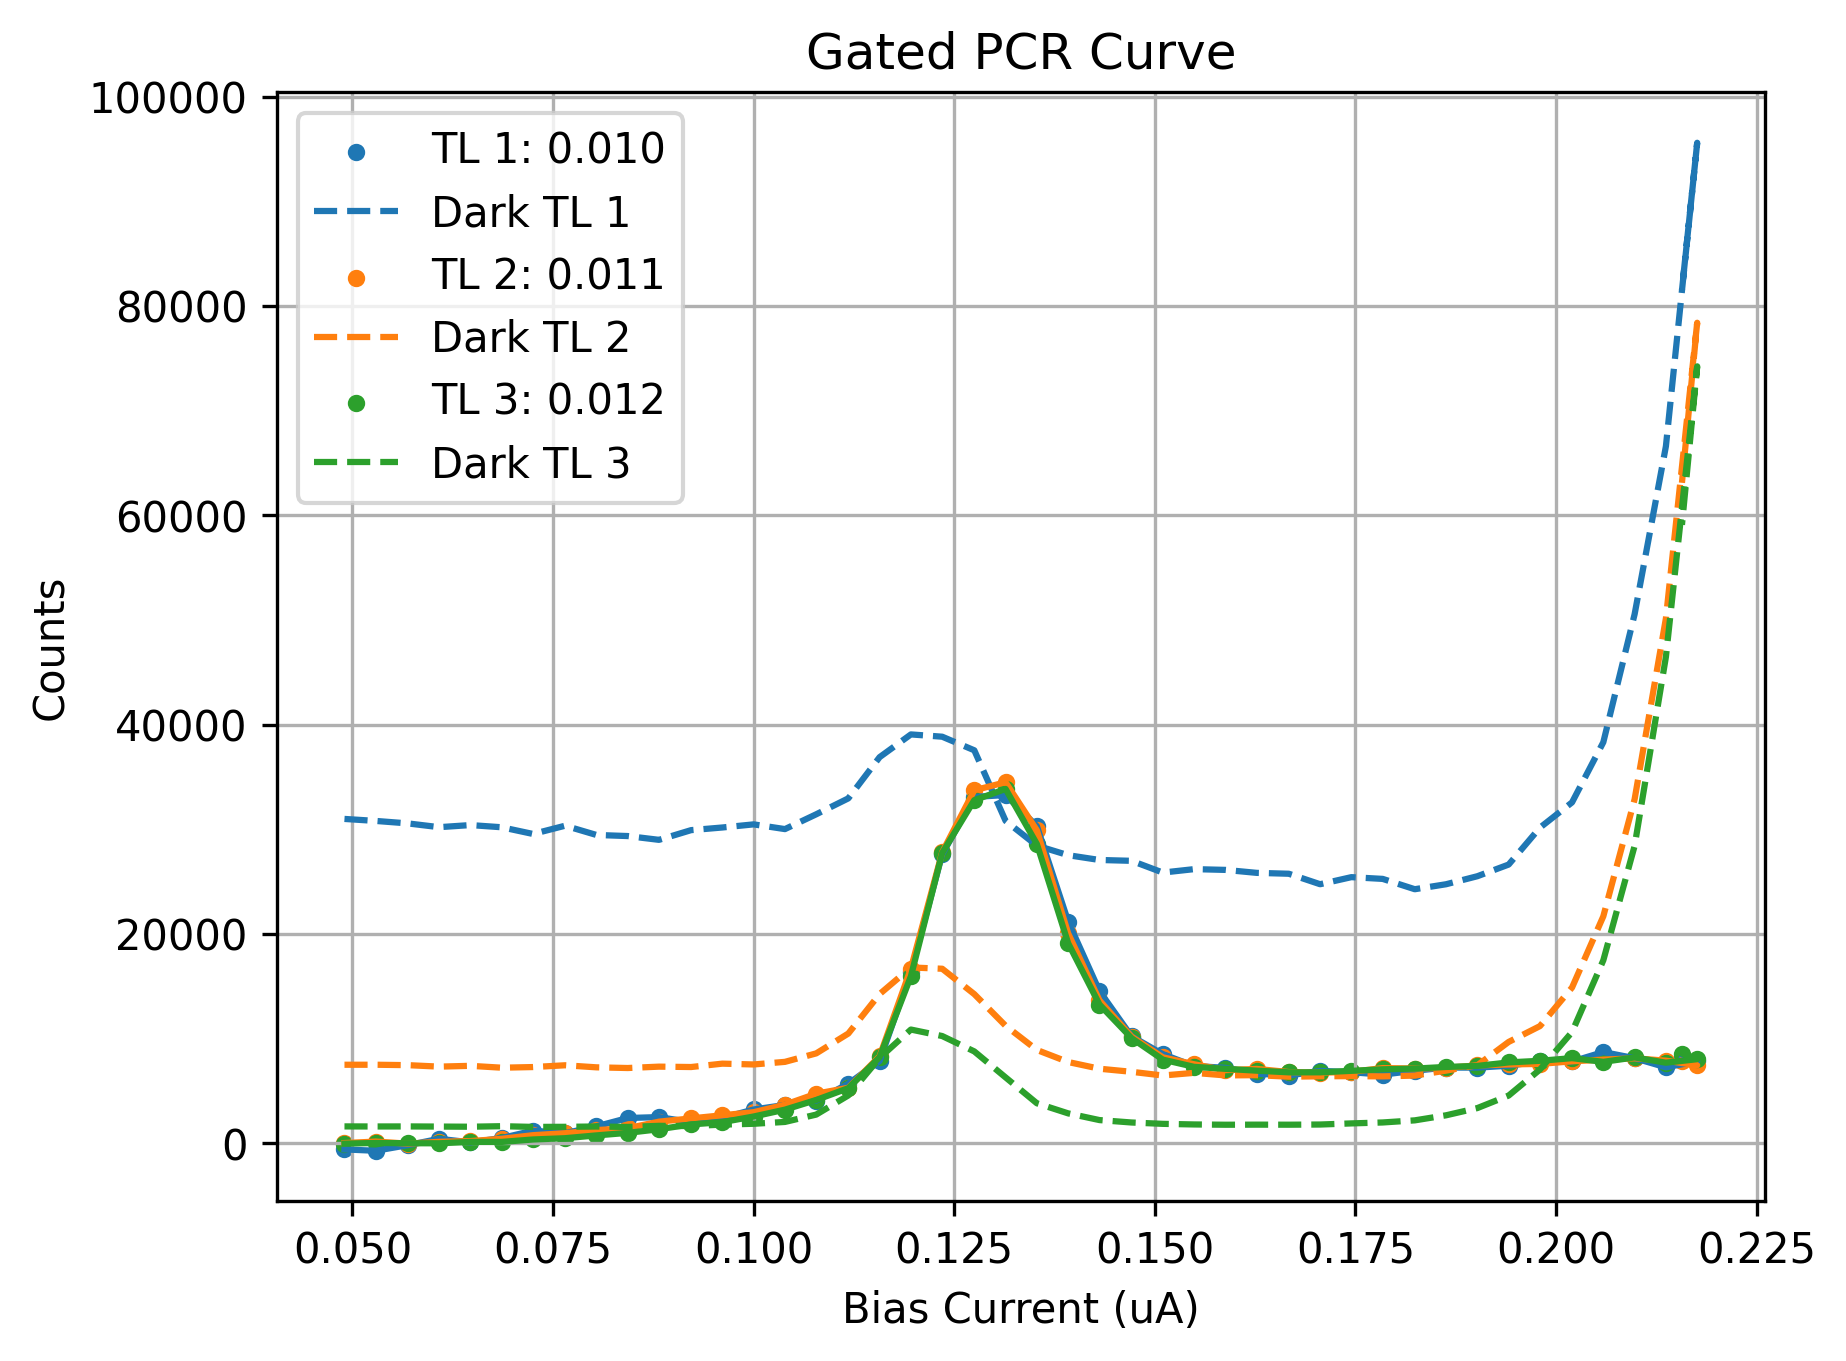 Gated PCR Curve
100000
80000
60000
40000
20000
0
Counts
TL 1: 0.010
Dark TL 1
TL 2: 0.011
Dark TL 2
TL 3: 0.012
Dark TL 3
0.050 0.075 0.100 0.125 0.150 0.175 0.200 0.225
Bias Current (uA)